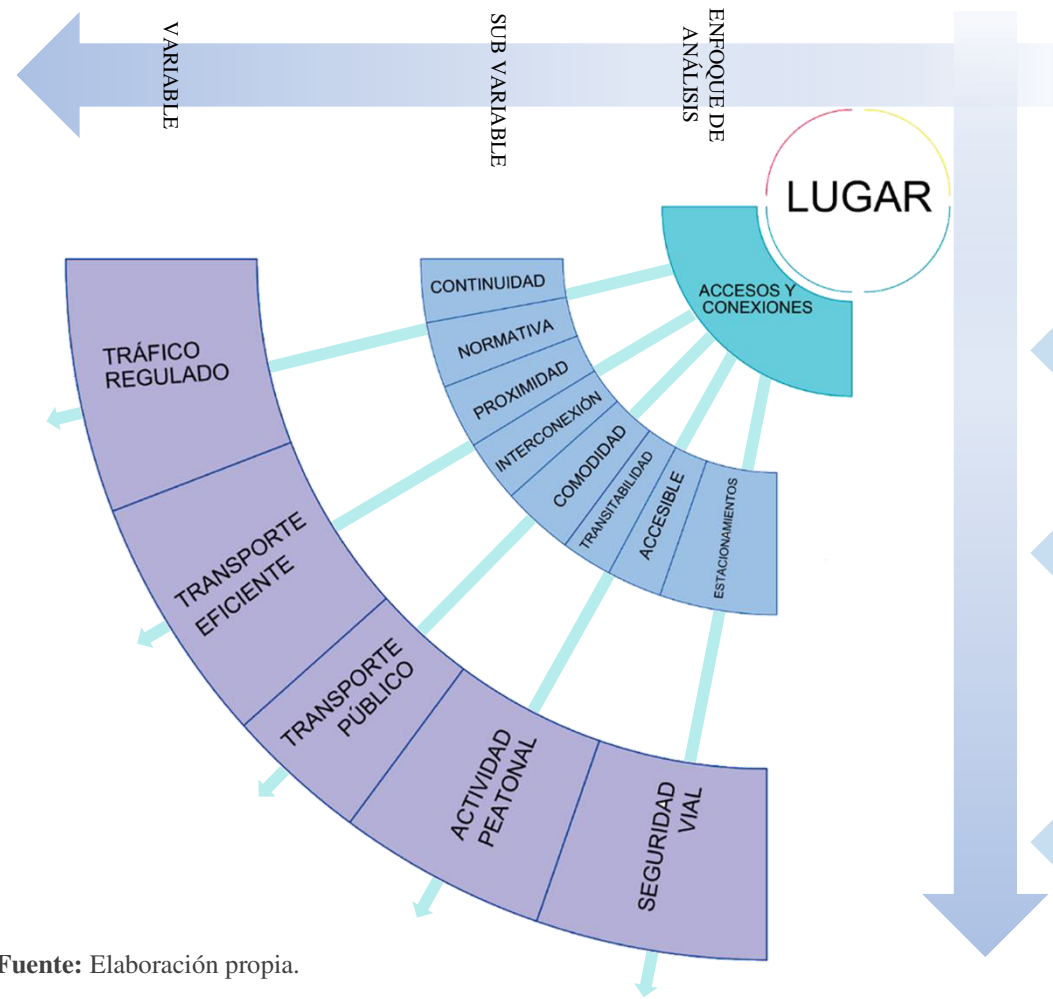 VARIABLE
SUB VARIABLE
ENFOQUE DE
ANÁLISIS
LUGAR
ACCESOS Y
CONEXIONES
CONTINUIDAD
NORMATIVA
PROXIMIDAD
INTERCONEXIÓN
COMODIDAD
TRANSITABILIDAD
ACCESIBLE
ESTACIONAMIENTOS
TRÁFICO
REGULADO
TRANSPORTE
EFICIENTE
TRANSPORTE
PÚBLICO
ACTIVIDAD
PEATONAL
SEGURIDAD
VIAL
Fuente: Elaboración propia.